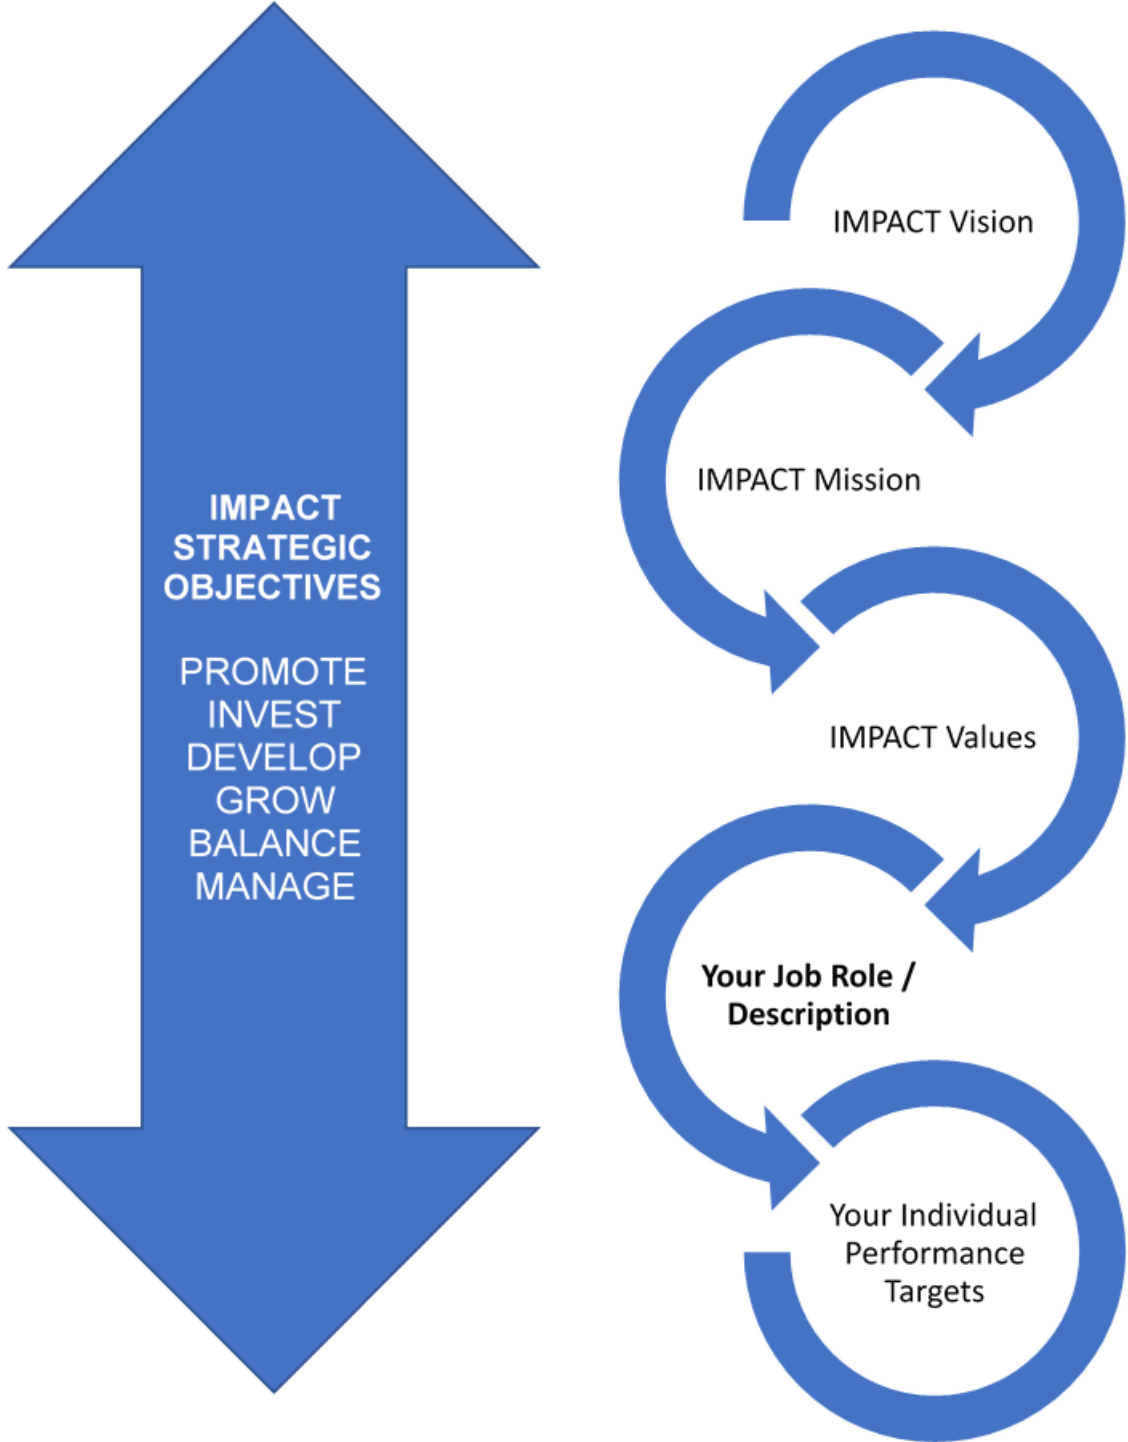 IMPACT
STRATEGIC
OBJECTIVES
PROMOTE
INVEST
DEVELOP
GROW
BALANCE
MANAGE
IMPACT Vision
IMPACT Mission
IMPACT Values
Your Job Role /
Description
Your Individual
Performance
Targets